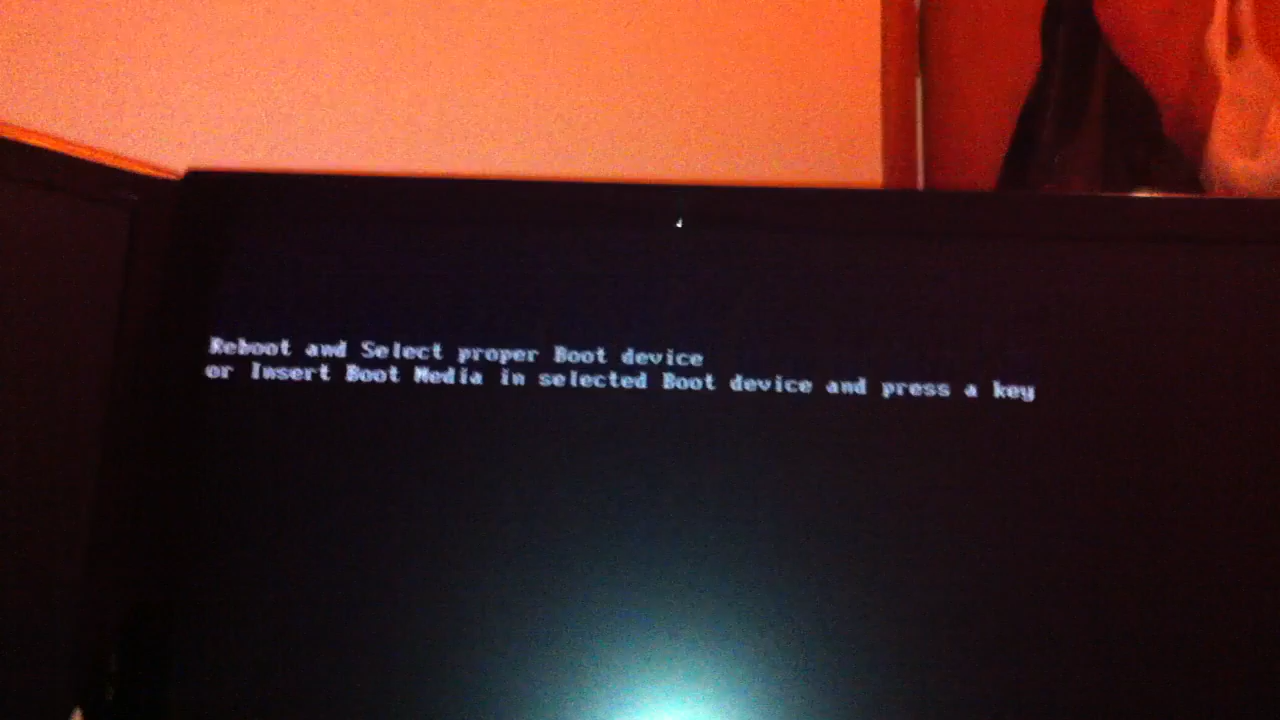 Reboot and Select proper Boot device
or Insert Boot Media in selected Boot device and press a key